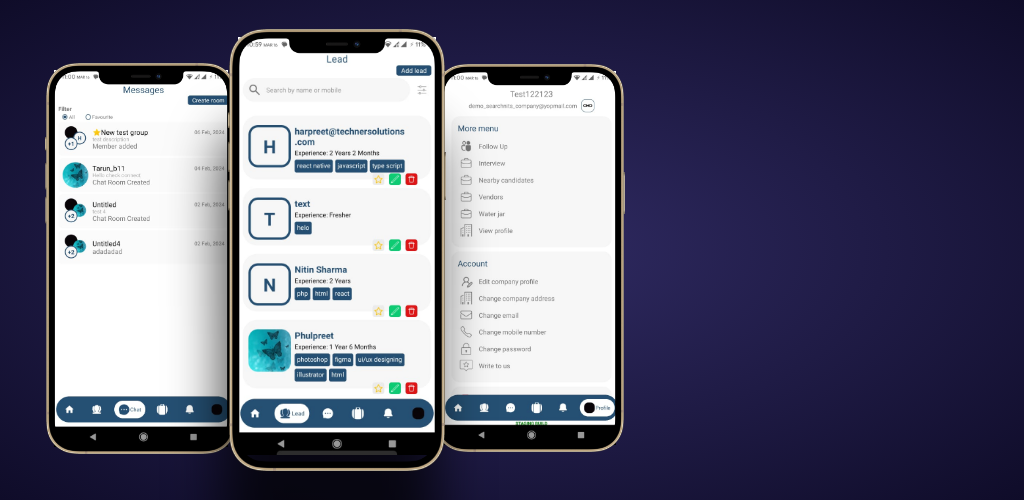 Messages
Create room
Filter
All
Favourite
H
+1
⭐New test group
05 Feb, 2024
test description
Member added
Tarun_b11
04 Feb, 2024
Hello check connect
Chat Room Created
+2
Untitled
02 Feb, 2024
test 4
Chat Room Created
+2
Untitled4
02 Feb, 2024
adadadad
Chat
Lead
Add lead
Search by name or mobile
H
harpreet@technersolutions
.com
Experience: 2 Years 2 Months
react native javascript type script
T
text
Experience: Fresher
helo
N
Nitin Sharma
Experience: 2 Years
php html react
Phulpreet
Experience: 1 Year 6 Months
photoshop figma ui/ux designing
illustrator html
Lead
Test122123
demo_searchista_company@yopmail.com
More menu
Follow Up
Interview
Nearby candidates
Vendors
Water jar
View profile
Account
Edit company profile
Change company address
Change email
Change mobile number
Change password
Write to us
Profile
STAGING BUILD